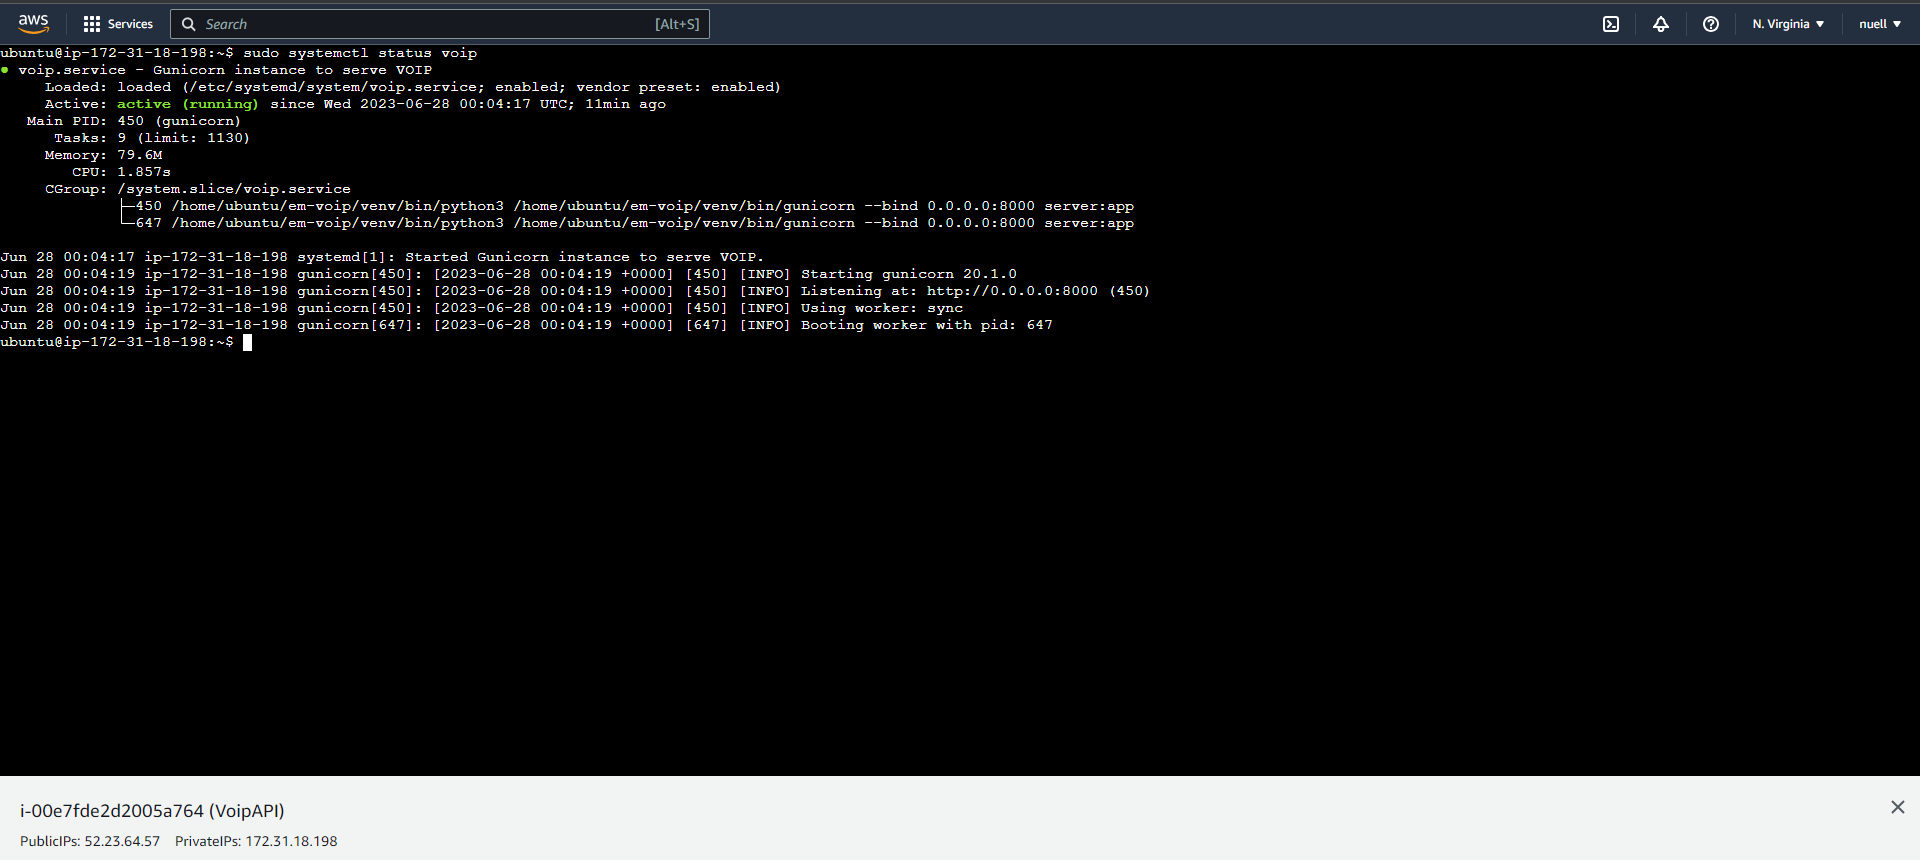 aws Services Search [Alt+S] N. Virginia nuell
ubuntu@ip-172-31-18-198:~$ sudo systemctl status voip
● voip.service - Gunicorn instance to serve VOIP
Loaded: loaded (/etc/systemd/system/voip.service; enabled; vendor preset: enabled)
Active: active (running) since Wed 2023-06-28 00:04:17 UTC; 11min ago
Main PID: 450 (gunicorn)
Tasks: 9 (limit: 1130)
Memory: 79.6M
CPU: 1.857s
CGroup: /system.slice/voip.service
├─450 /home/ubuntu/em-voip/venv/bin/python3 /home/ubuntu/em-voip/venv/bin/gunicorn --bind 0.0.0.0:8000 server:app
└─647 /home/ubuntu/em-voip/venv/bin/python3 /home/ubuntu/em-voip/venv/bin/gunicorn --bind 0.0.0.0:8000 server:app
Jun 28 00:04:17 ip-172-31-18-198 systemd[1]: Started Gunicorn instance to serve VOIP.
Jun 28 00:04:19 ip-172-31-18-198 gunicorn[450]: [2023-06-28 00:04:19 +0000] [450] [INFO] Starting gunicorn 20.1.0
Jun 28 00:04:19 ip-172-31-18-198 gunicorn[450]: [2023-06-28 00:04:19 +0000] [450] [INFO] Listening at: http://0.0.0.0:8000 (450)
Jun 28 00:04:19 ip-172-31-18-198 gunicorn[450]: [2023-06-28 00:04:19 +0000] [450] [INFO] Using worker: sync
Jun 28 00:04:19 ip-172-31-18-198 gunicorn[647]: [2023-06-28 00:04:19 +0000] [647] [INFO] Booting worker with pid: 647
ubuntu@ip-172-31-18-198:~$
i-00e7fde2d2005a764 (VoipAPI)
PublicIPs: 52.23.64.57 PrivateIPs: 172.31.18.198